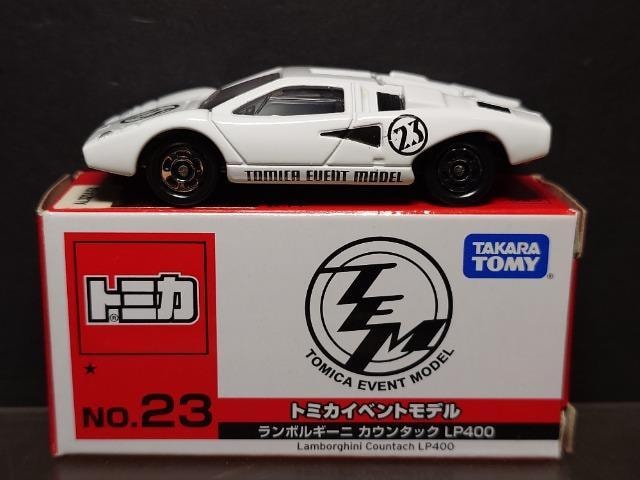 23
TOMICA EVENT MODEL
TAKARA
TOMY
トミカ
®
TEM
TOMICA EVENT MODEL
NO.23
トミカイベントモデル
ランボルギーニ カウンタック LP400
Lamborghini Countach LP400